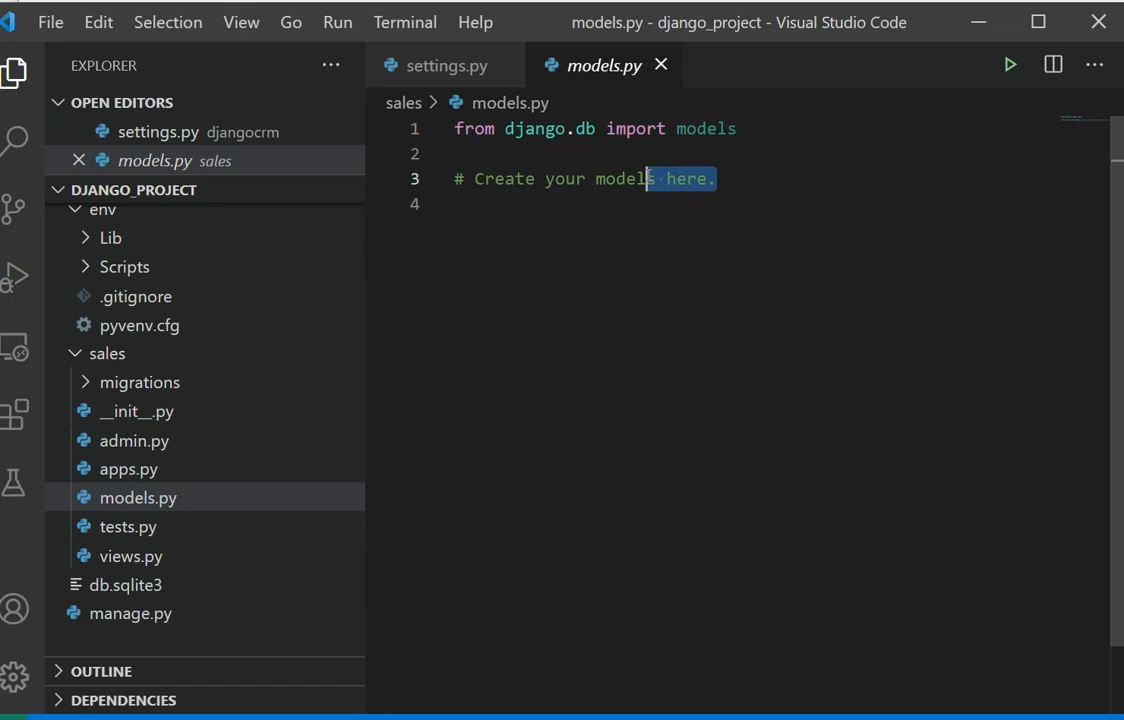 File Edit Selection View Go Run Terminal Help models.py - django_project - Visual Studio Code
EXPLORER
OPEN EDITORS
settings.py djangocrm
models.py sales
DJANGO_PROJECT
env
Lib
Scripts
.gitignore
pyvenv.cfg
sales
migrations
__init__.py
admin.py
apps.py
models.py
tests.py
views.py
db.sqlite3
manage.py
OUTLINE
DEPENDENCIES
settings.py models.py
sales > models.py
1 from django.db import models
2
3 # Create your models here.
4